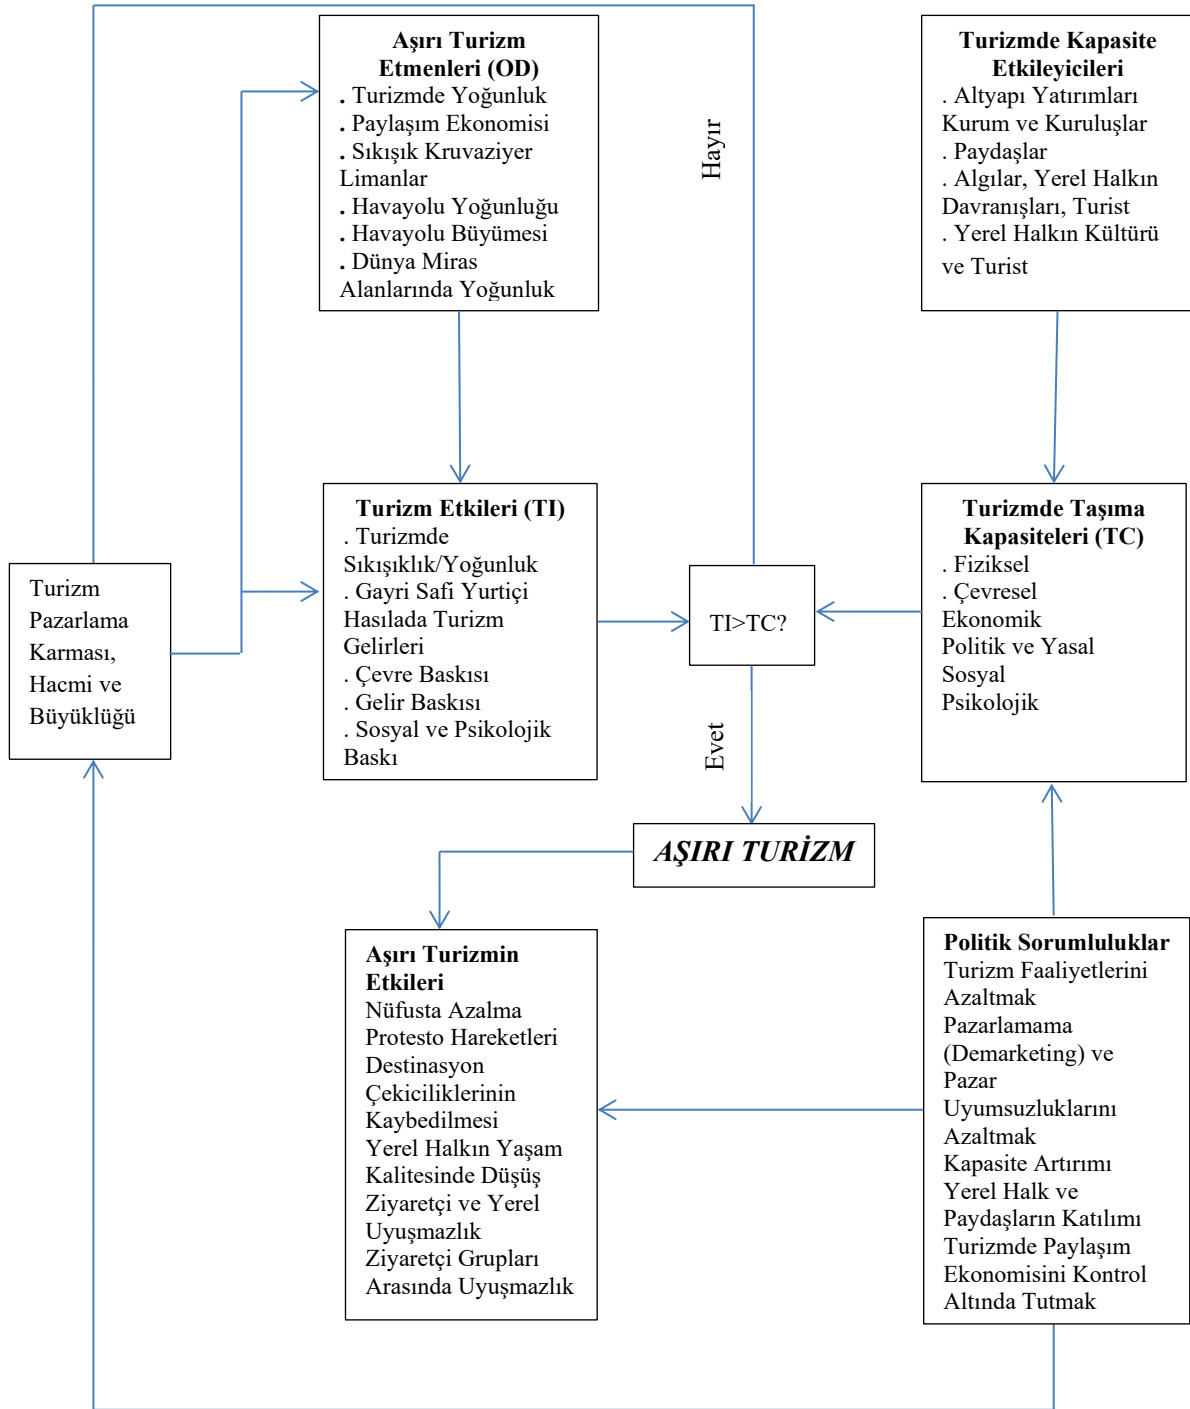 Aşırı Turizm
Etmenleri (OD)
. Turizmde Yoğunluk
. Paylaşım Ekonomisi
. Sıkışık Kruvaziyer
Limanlar
. Havayolu Yoğunluğu
. Havayolu Büyümesi
. Dünya Miras
Alanlarında Yoğunluk
Hayır
Turizmde Kapasite
Etkileyicileri
. Altyapı Yatırımları
Kurum ve Kuruluşlar
. Paydaşlar
. Algılar, Yerel Halkın
Davranışları, Turist
. Yerel Halkın Kültürü
ve Turist
Turizm
Pazarlama
Karması,
Hacmi ve
Büyüklüğü
Turizm Etkileri (TI)
. Turizmde
Sıkışıklık/Yoğunluk
. Gayri Safi Yurtiçi
Hasılada Turizm
Gelirleri
. Çevre Baskısı
. Gelir Baskısı
. Sosyal ve Psikolojik
Baskı
TI>TC?
Turizmde Taşıma
Kapasiteleri (TC)
. Fiziksel
. Çevresel
Ekonomik
Politik ve Yasal
Sosyal
Psikolojik
Evet
AŞIRI TURİZM
Aşırı Turizmin
Etkileri
Nüfusta Azalma
Protesto Hareketleri
Destinasyon
Çekiciliklerinin
Kaybedilmesi
Yerel Halkın Yaşam
Kalitesinde Düşüş
Ziyaretçi ve Yerel
Uyuşmazlık
Ziyaretçi Grupları
Arasında Uyuşmazlık
Politik Sorumluluklar
Turizm Faaliyetlerini
Azaltmak
Pazarlamama
(Demarketing) ve
Pazar
Uyumsuzluklarını
Azaltmak
Kapasite Artırımı
Yerel Halk ve
Paydaşların Katılımı
Turizmde Paylaşım
Ekonomisini Kontrol
Altında Tutmak